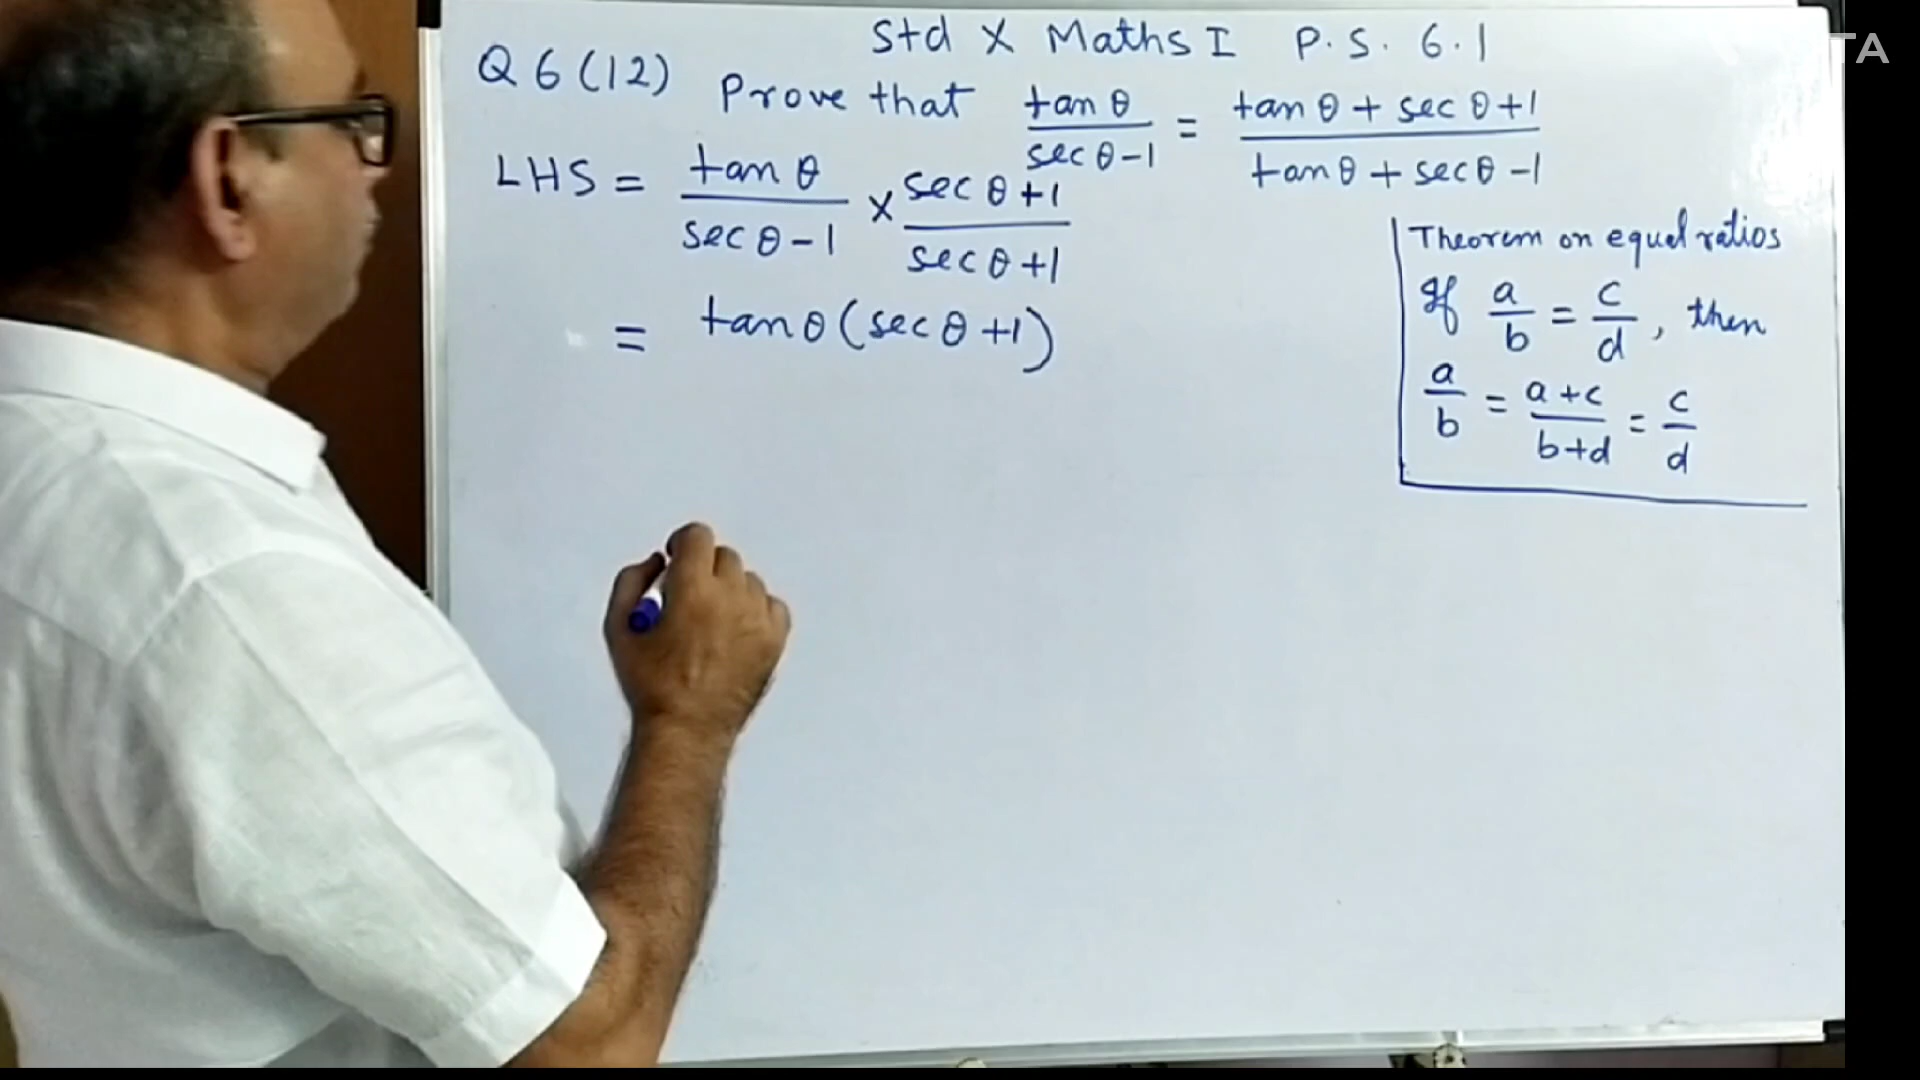 Std X Maths I P.S. 6.1
Q 6 (12) Prove that tan θ / sec θ - 1 = tan θ + sec θ + 1 / tan θ + sec θ - 1
LHS = tan θ / sec θ - 1 × sec θ + 1 / sec θ + 1
= tan θ (sec θ + 1)
Theorem on equal ratios
If a / b = c / d, then
a / b = a + c / b + d = c / d
TA